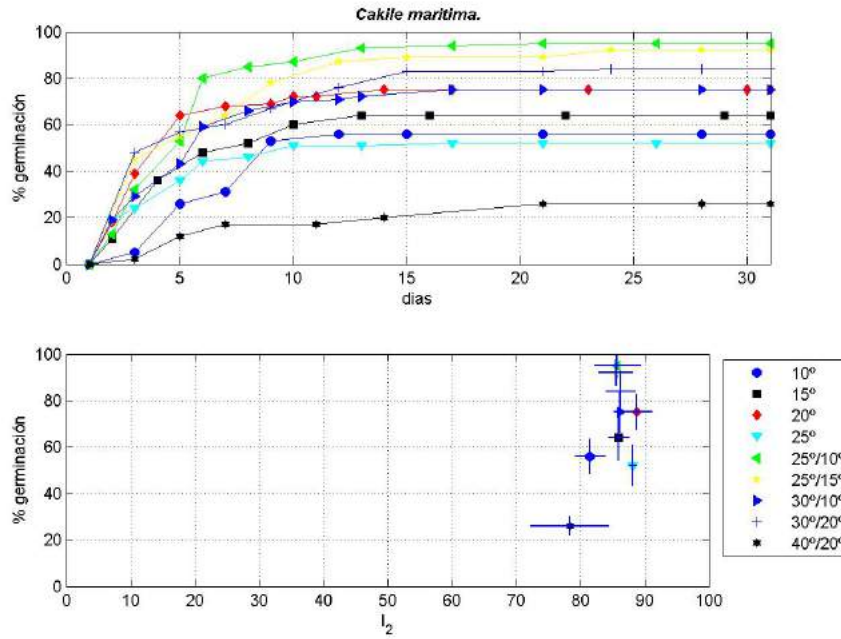 Cakile maritima.
100
80
60
40
20
0
% germinación
0 5 10 15 20 25 30
dias
100
80
60
40
20
0
% germinación
0 10 20 30 40 50 60 70 80 90 100
I₂
10º
15º
20º
25º
25º/10º
25º/15º
30º/10º
30º/20º
40º/20º